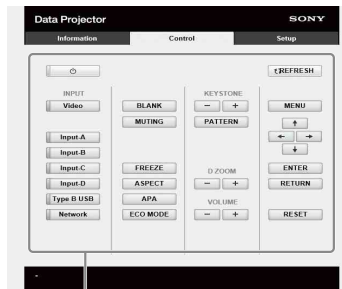 Data Projector SONY
Information Control Setup
REFRESH
INPUT KEYSTONE
Video BLANK − + MENU
MUTING PATTERN
Input-A
Input-B
Input-C FREEZE D ZOOM ENTER
Input-D ASPECT − + RETURN
Type B USB APA VOLUME
Network ECO MODE − + RESET